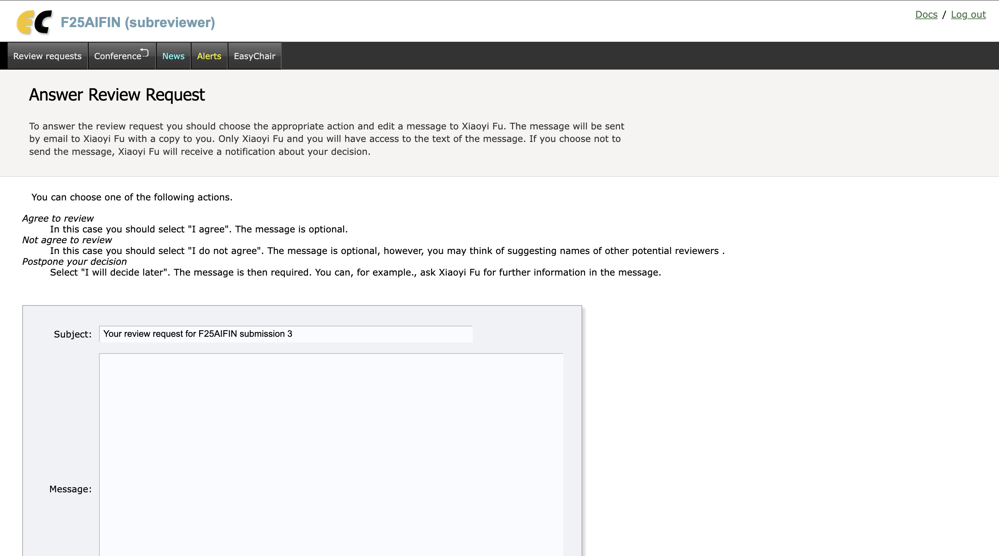 EC F25AIFIN (subreviewer)
Docs / Log out
Review requests Conference News Alerts EasyChair
Answer Review Request
To answer the review request you should choose the appropriate action and edit a message to Xiaoyi Fu. The message will be sent
by email to Xiaoyi Fu with a copy to you. Only Xiaoyi Fu and you will have access to the text of the message. If you choose not to
send the message, Xiaoyi Fu will receive a notification about your decision.
You can choose one of the following actions.
Agree to review
In this case you should select "I agree". The message is optional.
Not agree to review
In this case you should select "I do not agree". The message is optional, however, you may think of suggesting names of other potential reviewers .
Postpone your decision
Select "I will decide later". The message is then required. You can, for example., ask Xiaoyi Fu for further information in the message.
Subject: Your review request for F25AIFIN submission 3
Message: